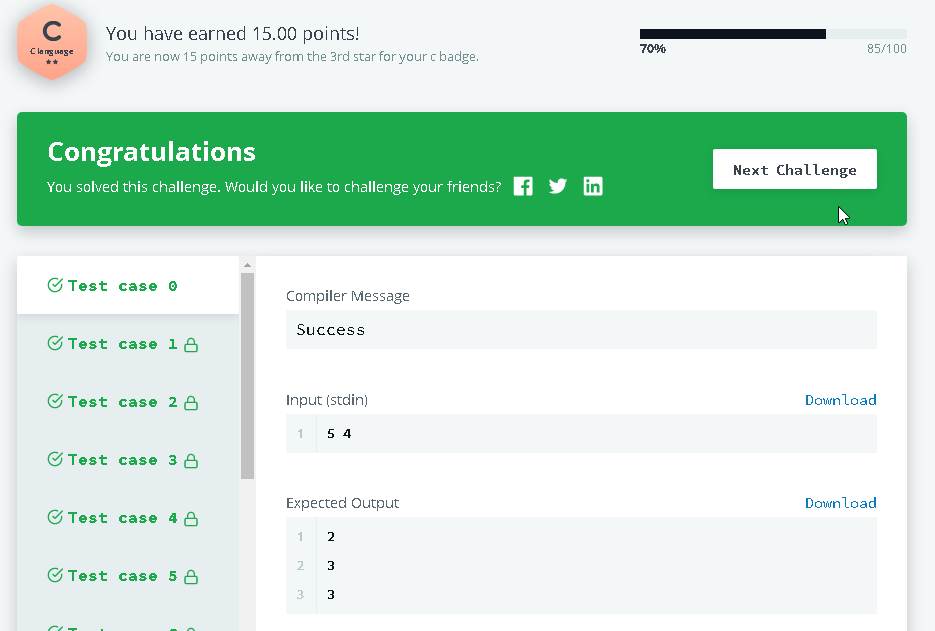 C
C language
You have earned 15.00 points!
You are now 15 points away from the 3rd star for your c badge.
70%
85/100
Congratulations
You solved this challenge. Would you like to challenge your friends?
Next Challenge
Test case 0
Test case 1
Test case 2
Test case 3
Test case 4
Test case 5
Compiler Message
Success
Input (stdin)
Download
1 5 4
Expected Output
Download
1 2
2 3
3 3